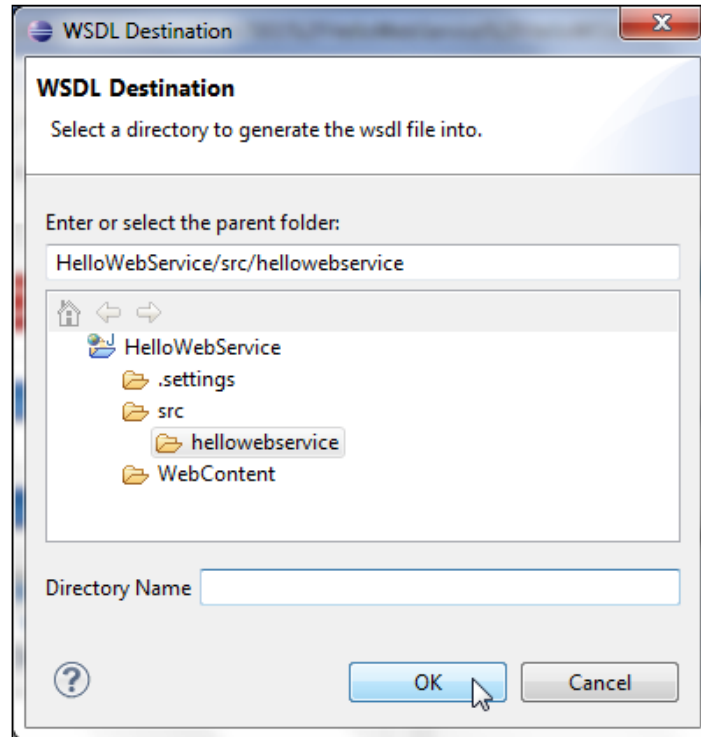 WSDL Destination
WSDL Destination
Select a directory to generate the wsdl file into.
Enter or select the parent folder:
HelloWebService/src/hellowebservice
HelloWebService
.settings
src
hellowebservice
WebContent
Directory Name
OK Cancel